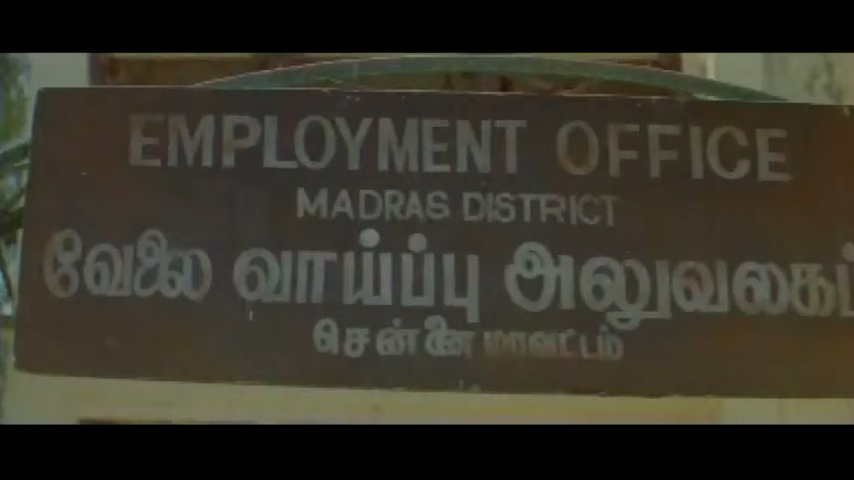 EMPLOYMENT OFFICE
MADRAS DISTRICT
வேலை வாய்ப்பு அலுவலகம்
சென்னை மாவட்டம்